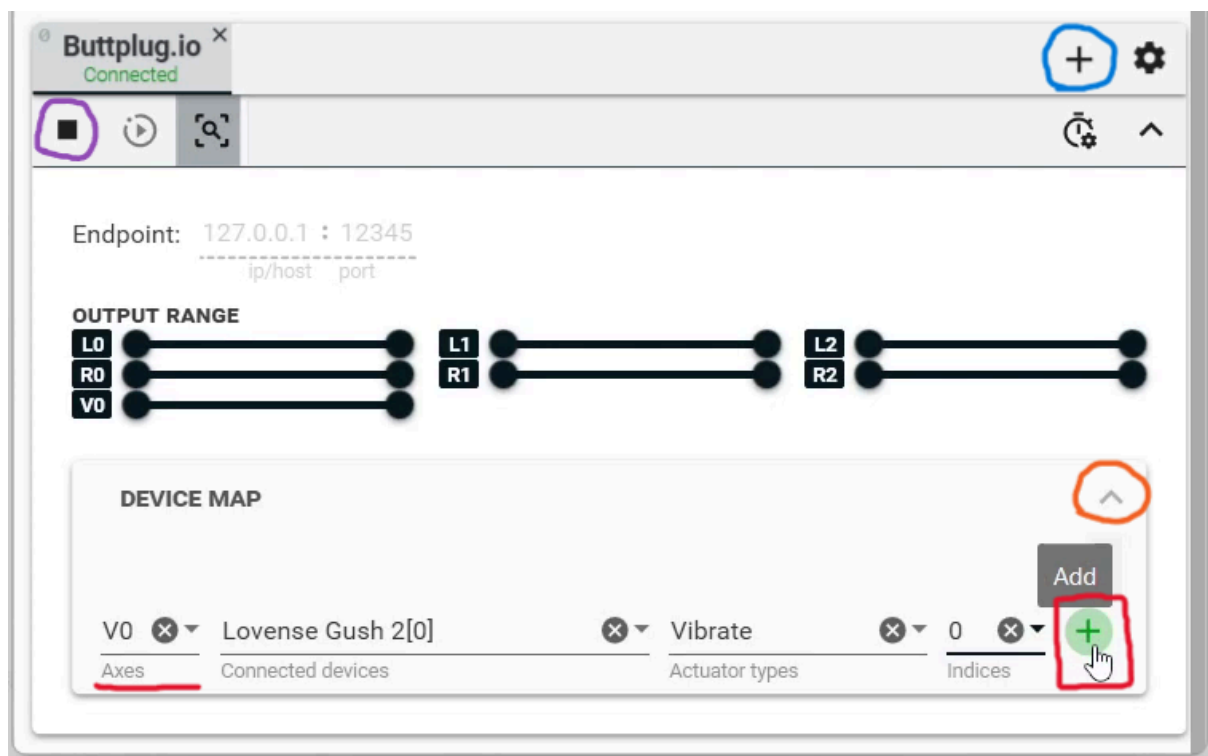 0
Buttplug.io
Connected
Endpoint: 127.0.0.1 : 12345
ip/host port
OUTPUT RANGE
L0 L1 L2
R0 R1 R2
V0
DEVICE MAP
Add
V0 Lovense Gush 2[0] Vibrate 0
Axes Connected devices Actuator types Indices